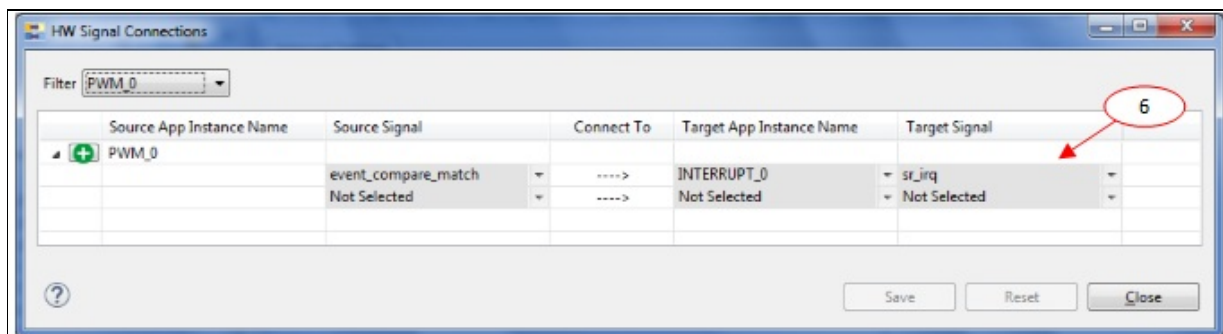 HW Signal Connections
Filter PWM_0
6
Source App Instance Name Source Signal Connect To Target App Instance Name Target Signal
PWM_0
event_compare_match ----> INTERRUPT_0 sr_irq
Not Selected ----> Not Selected Not Selected
? Save Reset Close